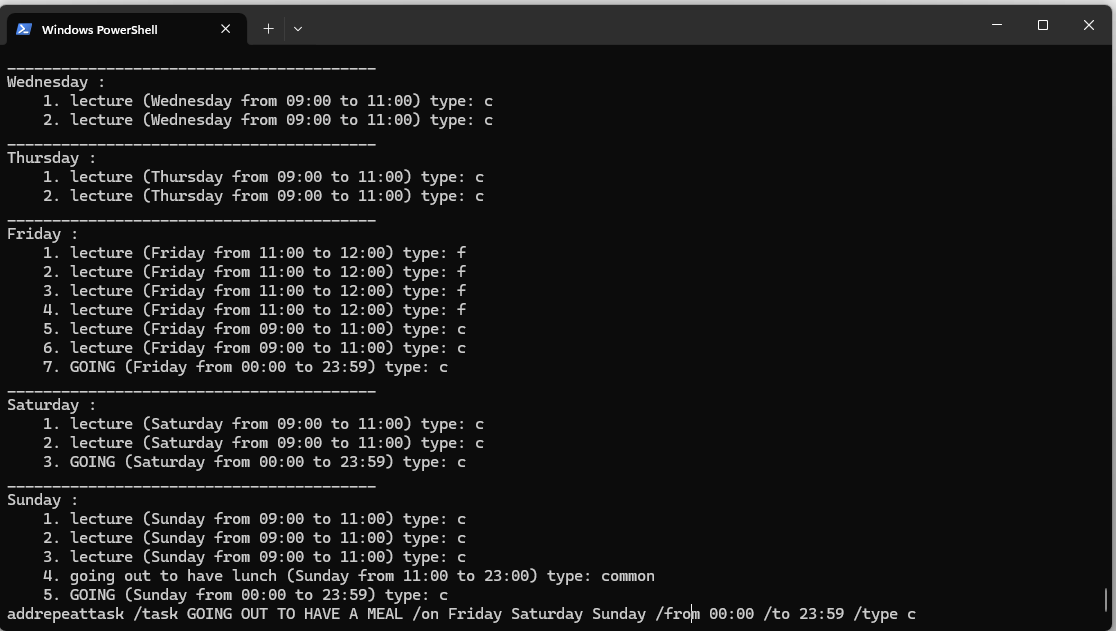 Windows PowerShell
_________________________________________
Wednesday :
1. lecture (Wednesday from 09:00 to 11:00) type: c
2. lecture (Wednesday from 09:00 to 11:00) type: c
_________________________________________
Thursday :
1. lecture (Thursday from 09:00 to 11:00) type: c
2. lecture (Thursday from 09:00 to 11:00) type: c
_________________________________________
Friday :
1. lecture (Friday from 11:00 to 12:00) type: f
2. lecture (Friday from 11:00 to 12:00) type: f
3. lecture (Friday from 11:00 to 12:00) type: f
4. lecture (Friday from 11:00 to 12:00) type: f
5. lecture (Friday from 09:00 to 11:00) type: c
6. lecture (Friday from 09:00 to 11:00) type: c
7. GOING (Friday from 00:00 to 23:59) type: c
_________________________________________
Saturday :
1. lecture (Saturday from 09:00 to 11:00) type: c
2. lecture (Saturday from 09:00 to 11:00) type: c
3. GOING (Saturday from 00:00 to 23:59) type: c
_________________________________________
Sunday :
1. lecture (Sunday from 09:00 to 11:00) type: c
2. lecture (Sunday from 09:00 to 11:00) type: c
3. lecture (Sunday from 09:00 to 11:00) type: c
4. going out to have lunch (Sunday from 11:00 to 23:00) type: common
5. GOING (Sunday from 00:00 to 23:59) type: c
addrepeattask /task GOING OUT TO HAVE A MEAL /on Friday Saturday Sunday /from 00:00 /to 23:59 /type c